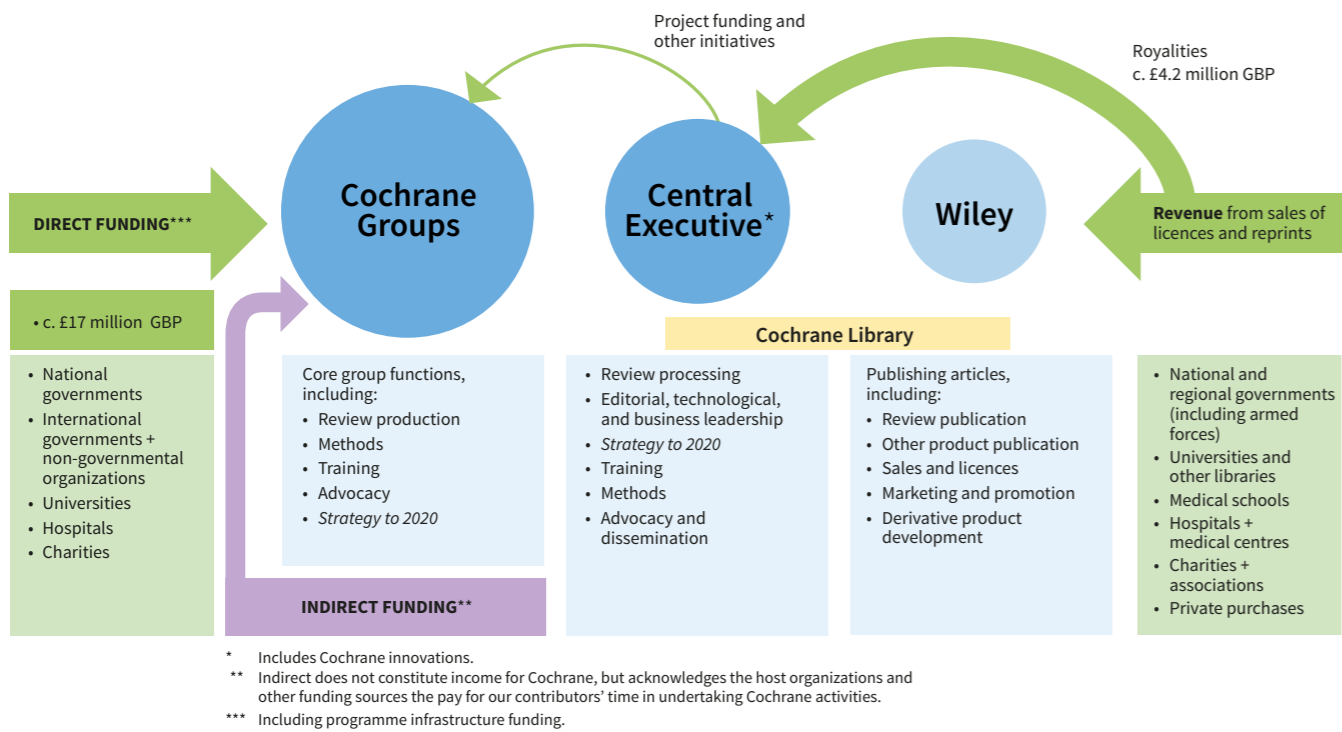 Project funding and
other initiatives
Royalities
c. £4.2 million GBP
Cochrane
Groups
Central
Executive*
Wiley
DIRECT FUNDING***
Revenue from sales of
licences and reprints
• c. £17 million GBP
Cochrane Library
• National
governments
• International
governments +
non-governmental
organizations
• Universities
• Hospitals
• Charities
Core group functions,
including:
• Review production
• Methods
• Training
• Advocacy
• Strategy to 2020
• Review processing
• Editorial, technological,
and business leadership
• Strategy to 2020
• Training
• Methods
• Advocacy and
dissemination
Publishing articles,
including:
• Review publication
• Other product publication
• Sales and licences
• Marketing and promotion
• Derivative product
development
• National and
regional governments
(including armed
forces)
• Universities and
other libraries
• Medical schools
• Hospitals +
medical centres
• Charities +
associations
• Private purchases
INDIRECT FUNDING**
* Includes Cochrane innovations.
** Indirect does not constitute income for Cochrane, but acknowledges the host organizations and
other funding sources the pay for our contributors’ time in undertaking Cochrane activities.
*** Including programme infrastructure funding.